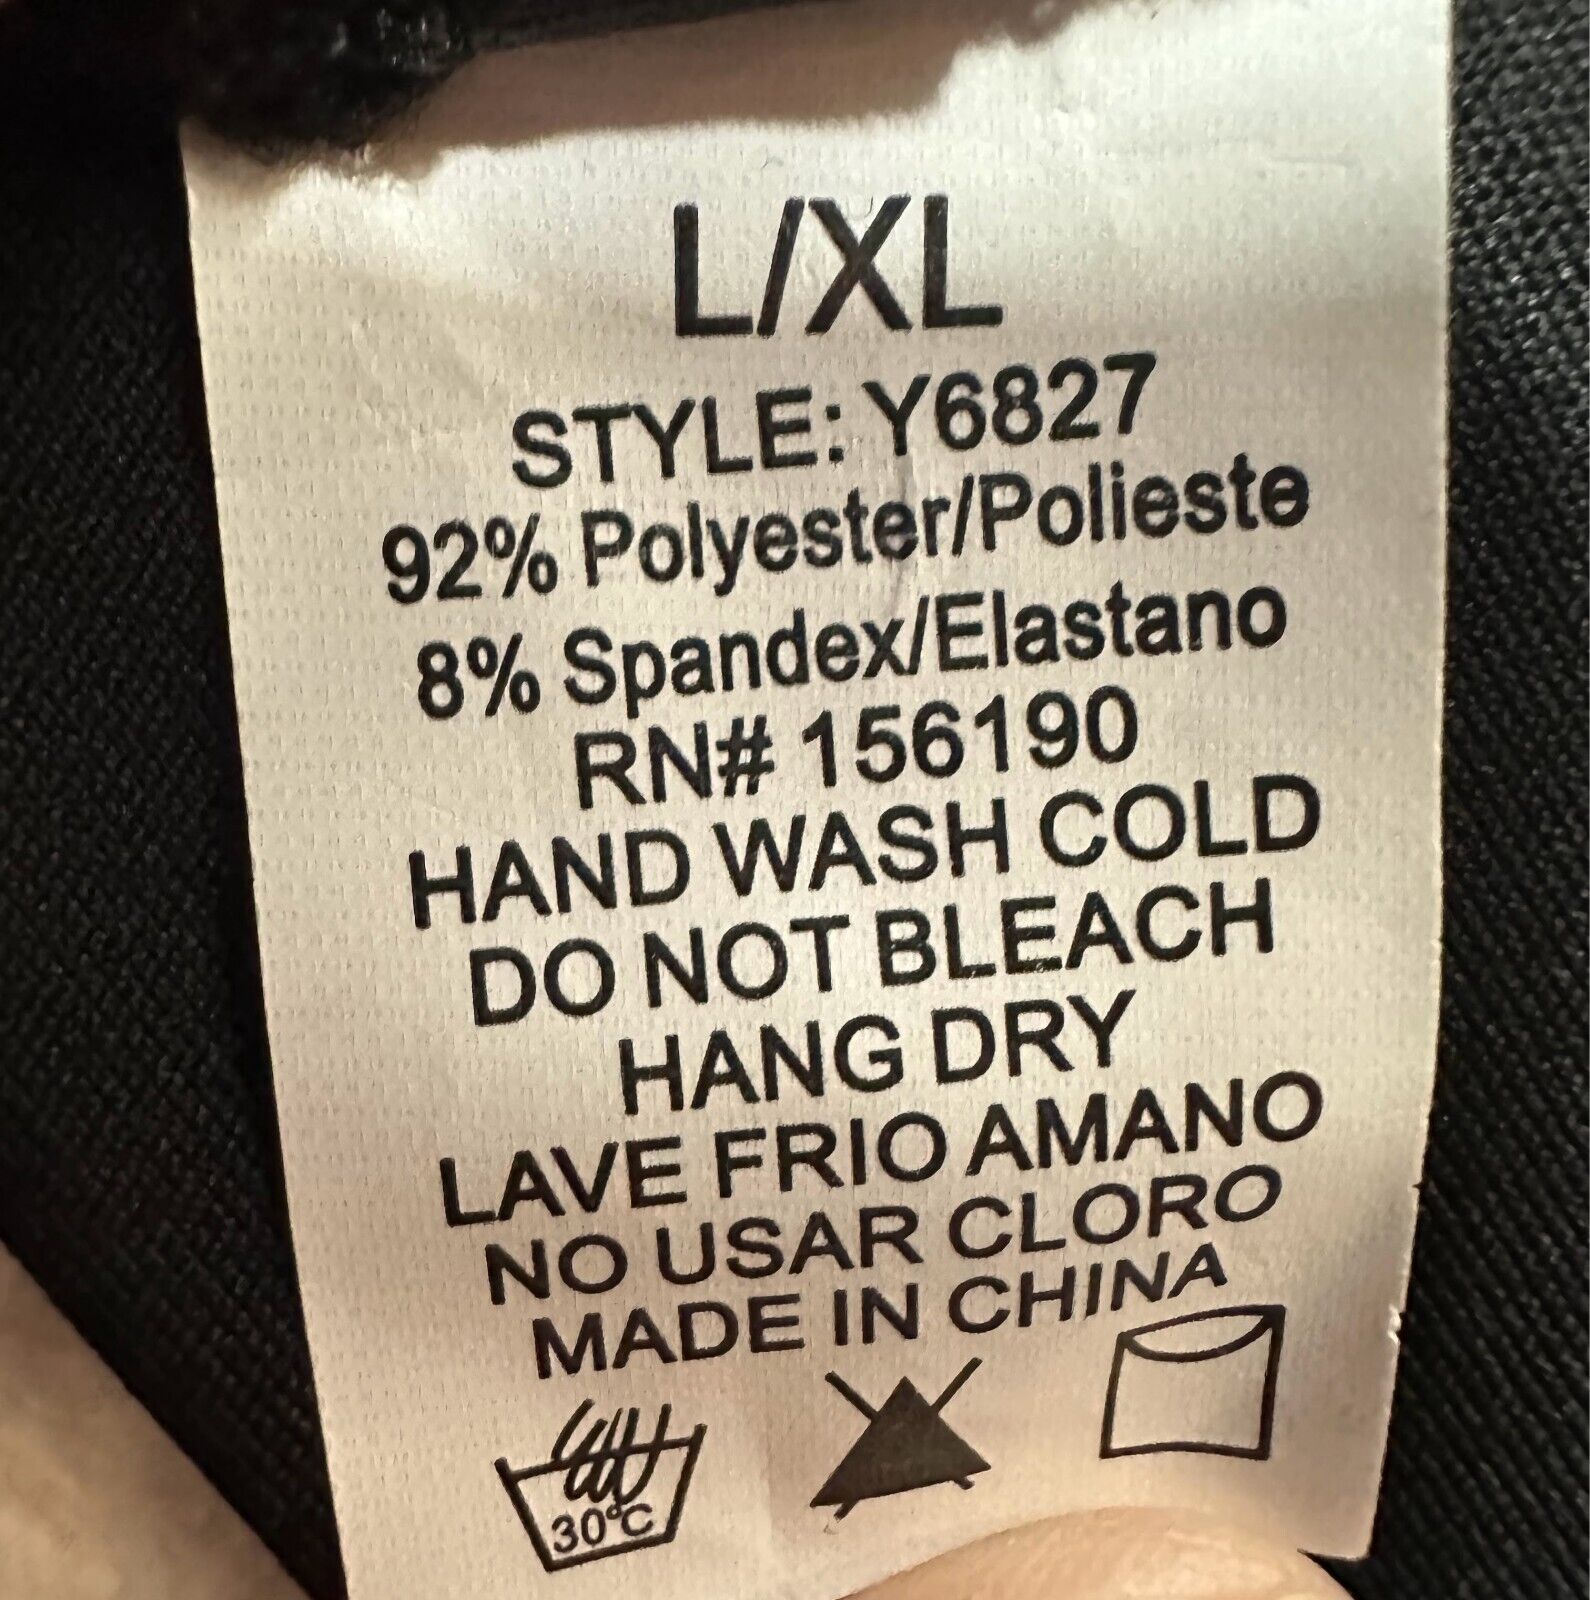 L/XL
STYLE: Y6827
92% Polyester/Polieste
8% Spandex/Elastano
RN# 156190
HAND WASH COLD
DO NOT BLEACH
HANG DRY
LAVE FRIO AMANO
NO USAR CLORO
MADE IN CHINA
30°C